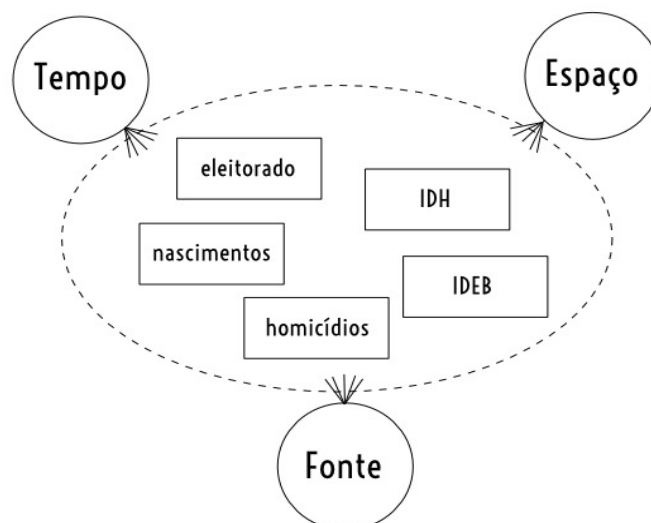 Tempo
Espaço
eleitorado
IDH
nascimentos
IDEB
homicídios
Fonte